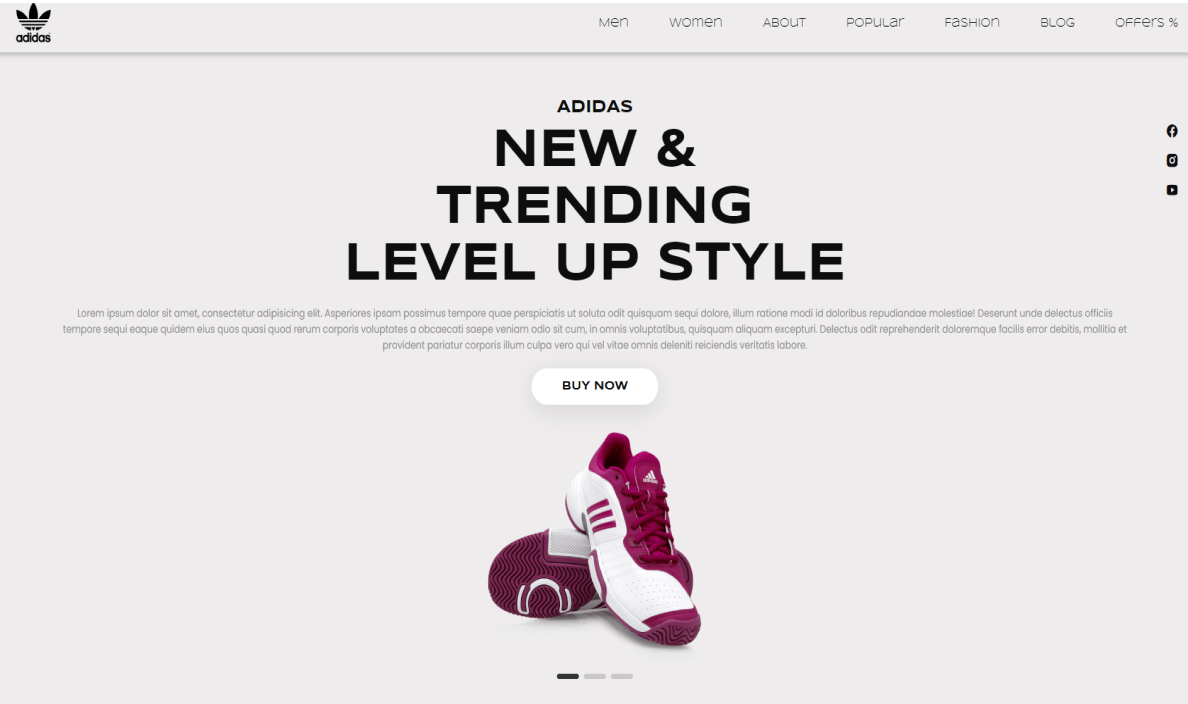 adidas
Men Women ABOUT Popular Fashion BLOG Offers %
ADIDAS
NEW &
TRENDING
LEVEL UP STYLE
Lorem ipsum dolor sit amet, consectetur adipisicing elit. Asperiores ipsam possimus tempore quae perspiciatis ut soluta odit quisquam sequi dolore, illum ratione modi id doloribus repudiandae molestiae! Deserunt unde delectus officiis
tempore sequi eaque quidem eius quos quasi quod rerum corporis voluptates a obcaecati saepe veniam odio sit cum, in omnis voluptatibus, quisquam aliquam excepturi. Delectus odit reprehenderit doloremque facilis error debitis, mollitia et
provident pariatur corporis illum culpa vero qui vel vitae omnis deleniti reiciendis veritatis labore.
BUY NOW
adidas